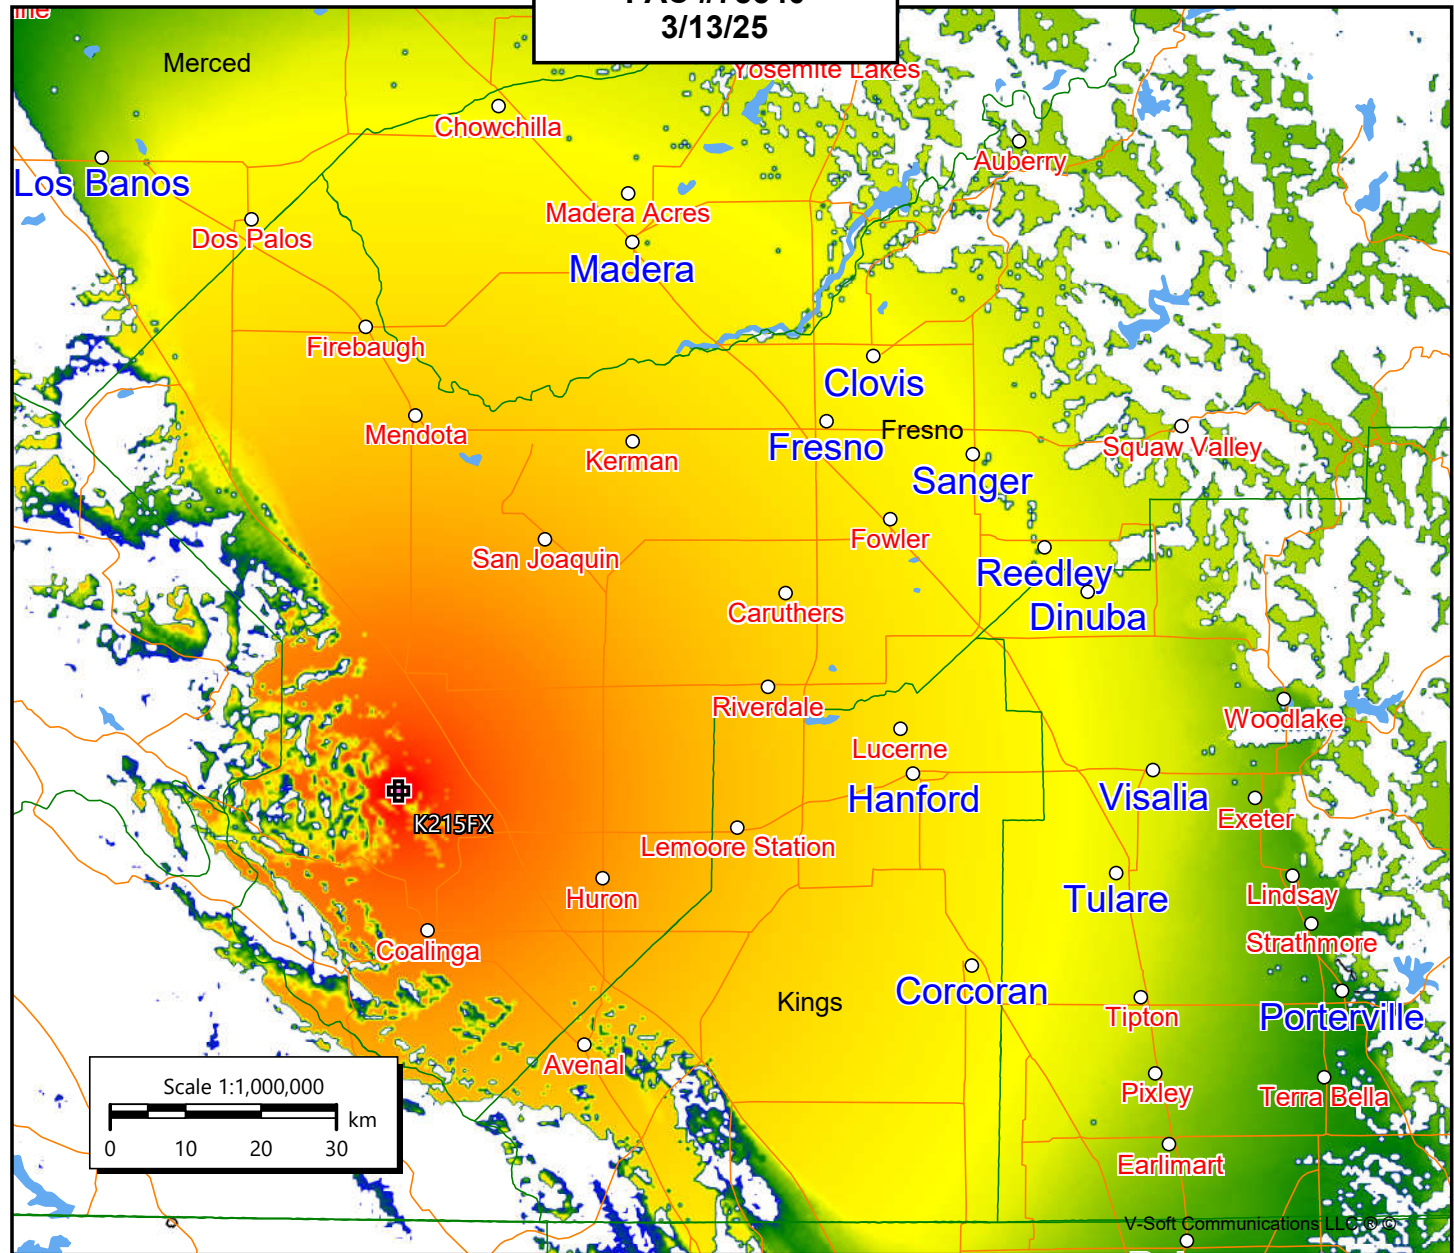 3/13/25
Merced
Yosemite Lakes
Chowchilla
Auberry
Los Banos
Madera Acres
Dos Palos
Madera
Firebaugh
Clovis
Mendota
Fresno
Fresno
Kerman
Squaw Valley
Sanger
San Joaquin
Fowler
Reedley
Caruthers
Dinuba
Riverdale
Woodlake
Lucerne
Hanford
Visalia
K215FX
Exeter
Lemoore Station
Huron
Tulare
Lindsay
Coalinga
Strathmore
Corcoran
Kings
Tipton
Porterville
Avenal
Scale 1:1,000,000
km
0 10 20 30
Pixley
Terra Bella
Earlimart
V-Soft Communications LLC ® ©